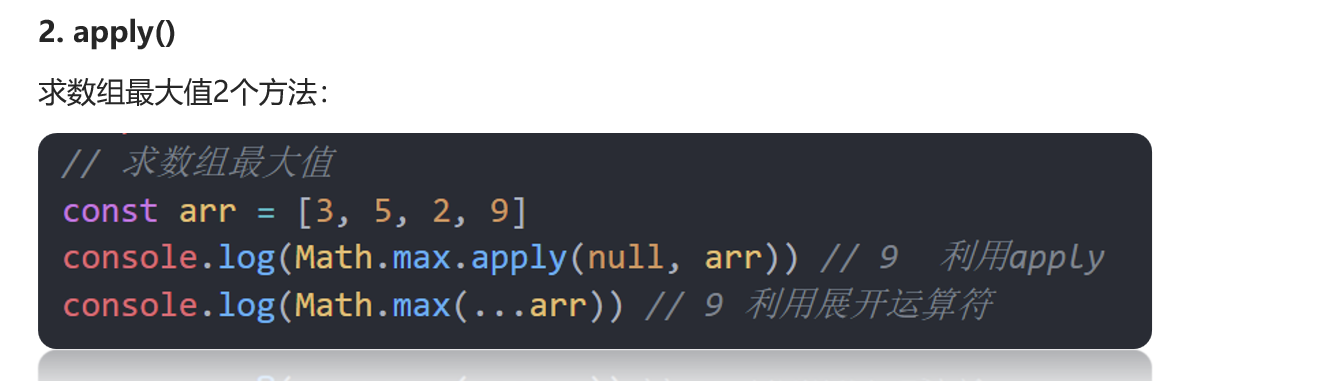 2. apply()
求数组最大值2个方法：
// 求数组最大值
const arr = [3, 5, 2, 9]
console.log(Math.max.apply(null, arr)) // 9  利用apply
console.log(Math.max(...arr)) // 9 利用展开运算符